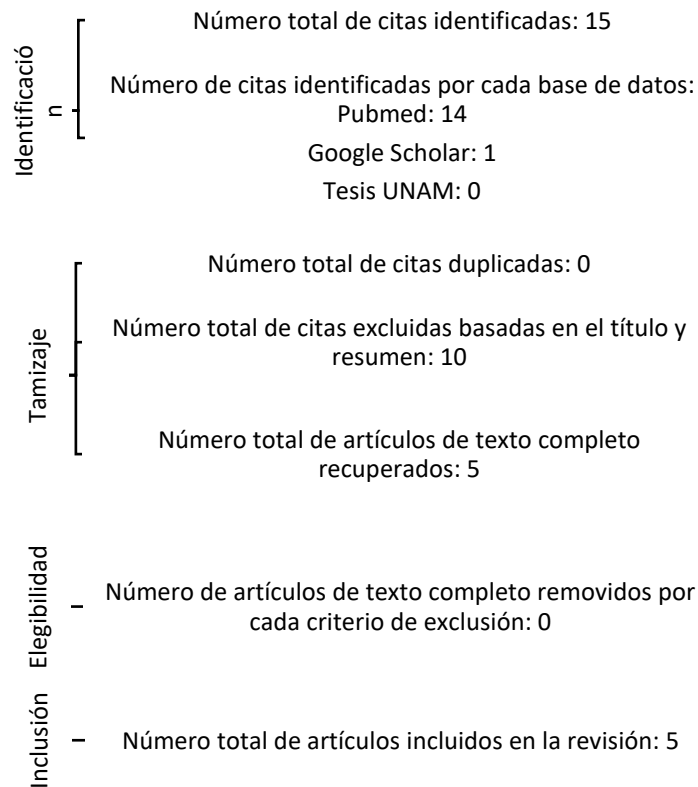 Identificació
n
Número total de citas identificadas: 15
Número de citas identificadas por cada base de datos:
Pubmed: 14
Google Scholar: 1
Tesis UNAM: 0
Tamizaje
Número total de citas duplicadas: 0
Número total de citas excluidas basadas en el título y
resumen: 10
Número total de artículos de texto completo
recuperados: 5
Elegibilidad
Número de artículos de texto completo removidos por
cada criterio de exclusión: 0
Inclusión
Número total de artículos incluidos en la revisión: 5